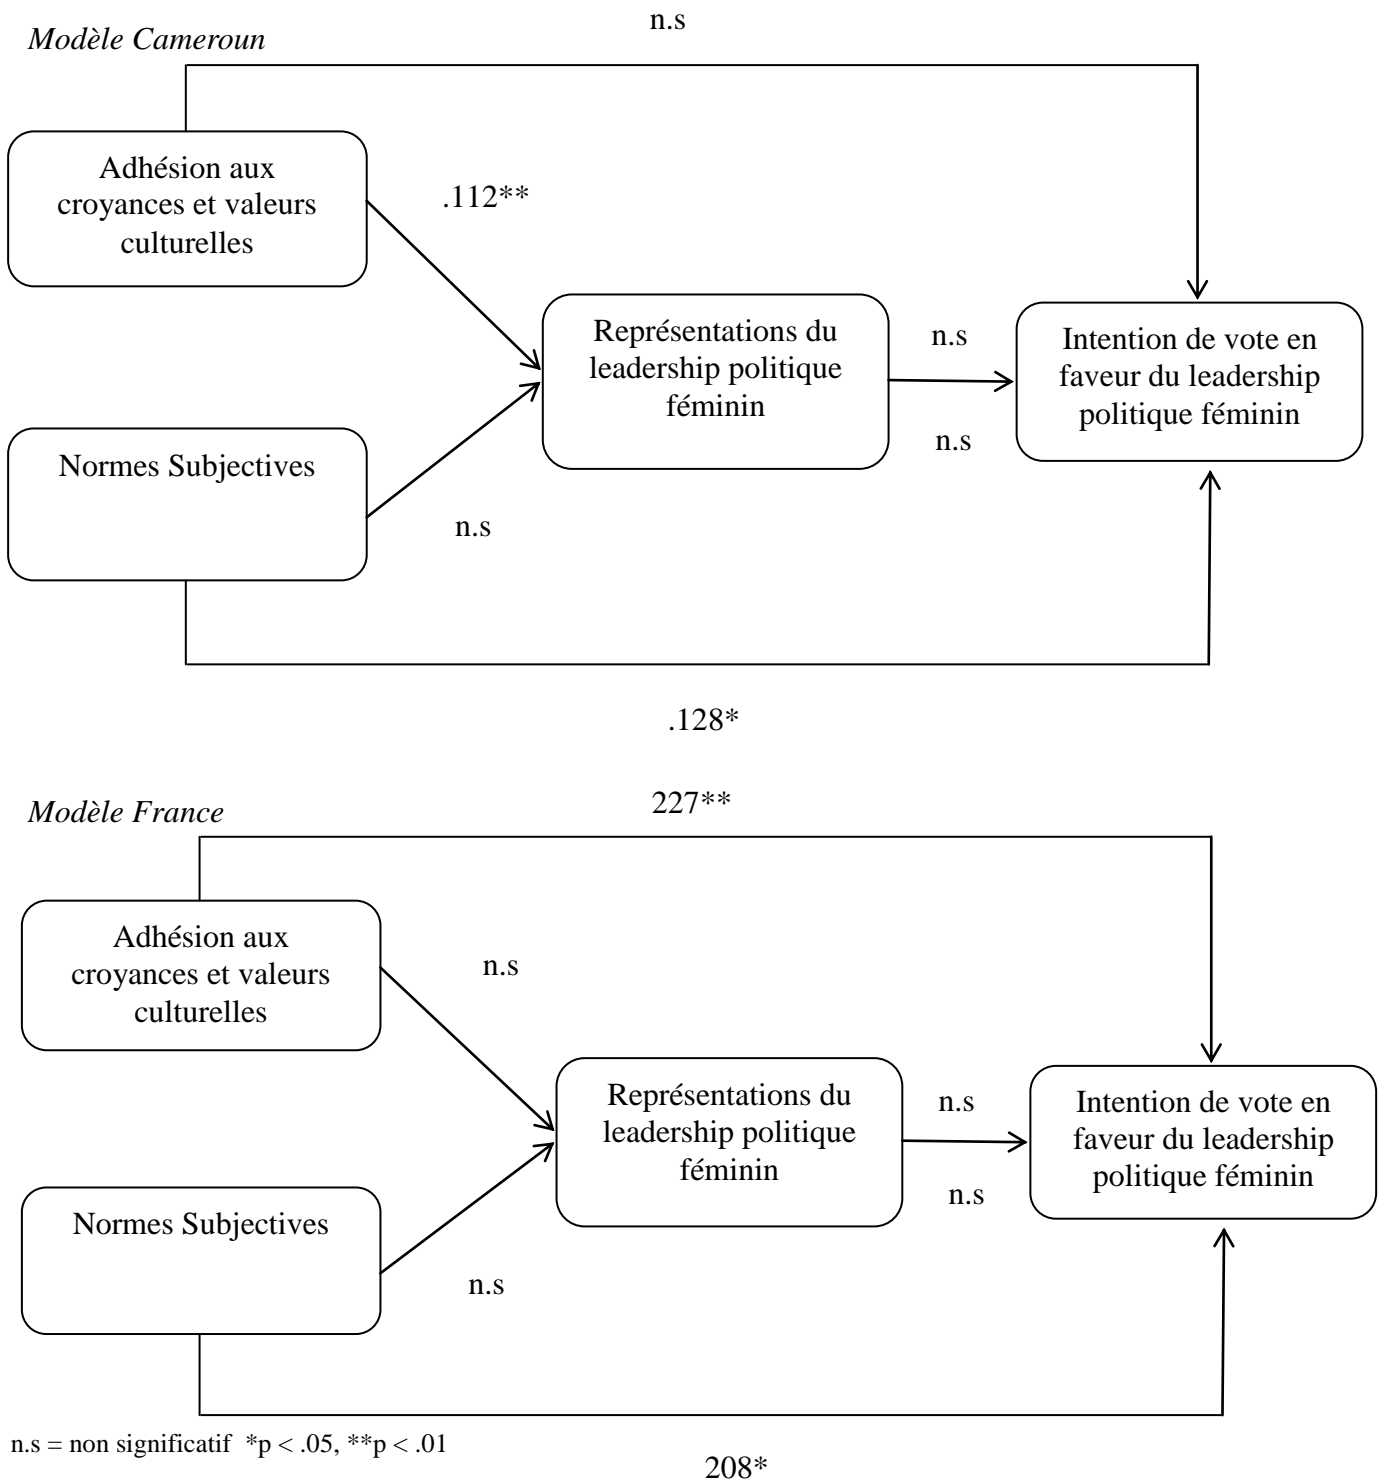 n.s
Modèle Cameroun
Adhésion aux
croyances et valeurs
culturelles
.112**
Représentations du
leadership politique
féminin
n.s
n.s
Intention de vote en
faveur du leadership
politique féminin
Normes Subjectives
n.s
.128*
Modèle France
227**
Adhésion aux
croyances et valeurs
culturelles
n.s
Représentations du
leadership politique
féminin
n.s
n.s
Intention de vote en
faveur du leadership
politique féminin
Normes Subjectives
n.s
n.s = non significatif *p < .05, **p < .01
208*